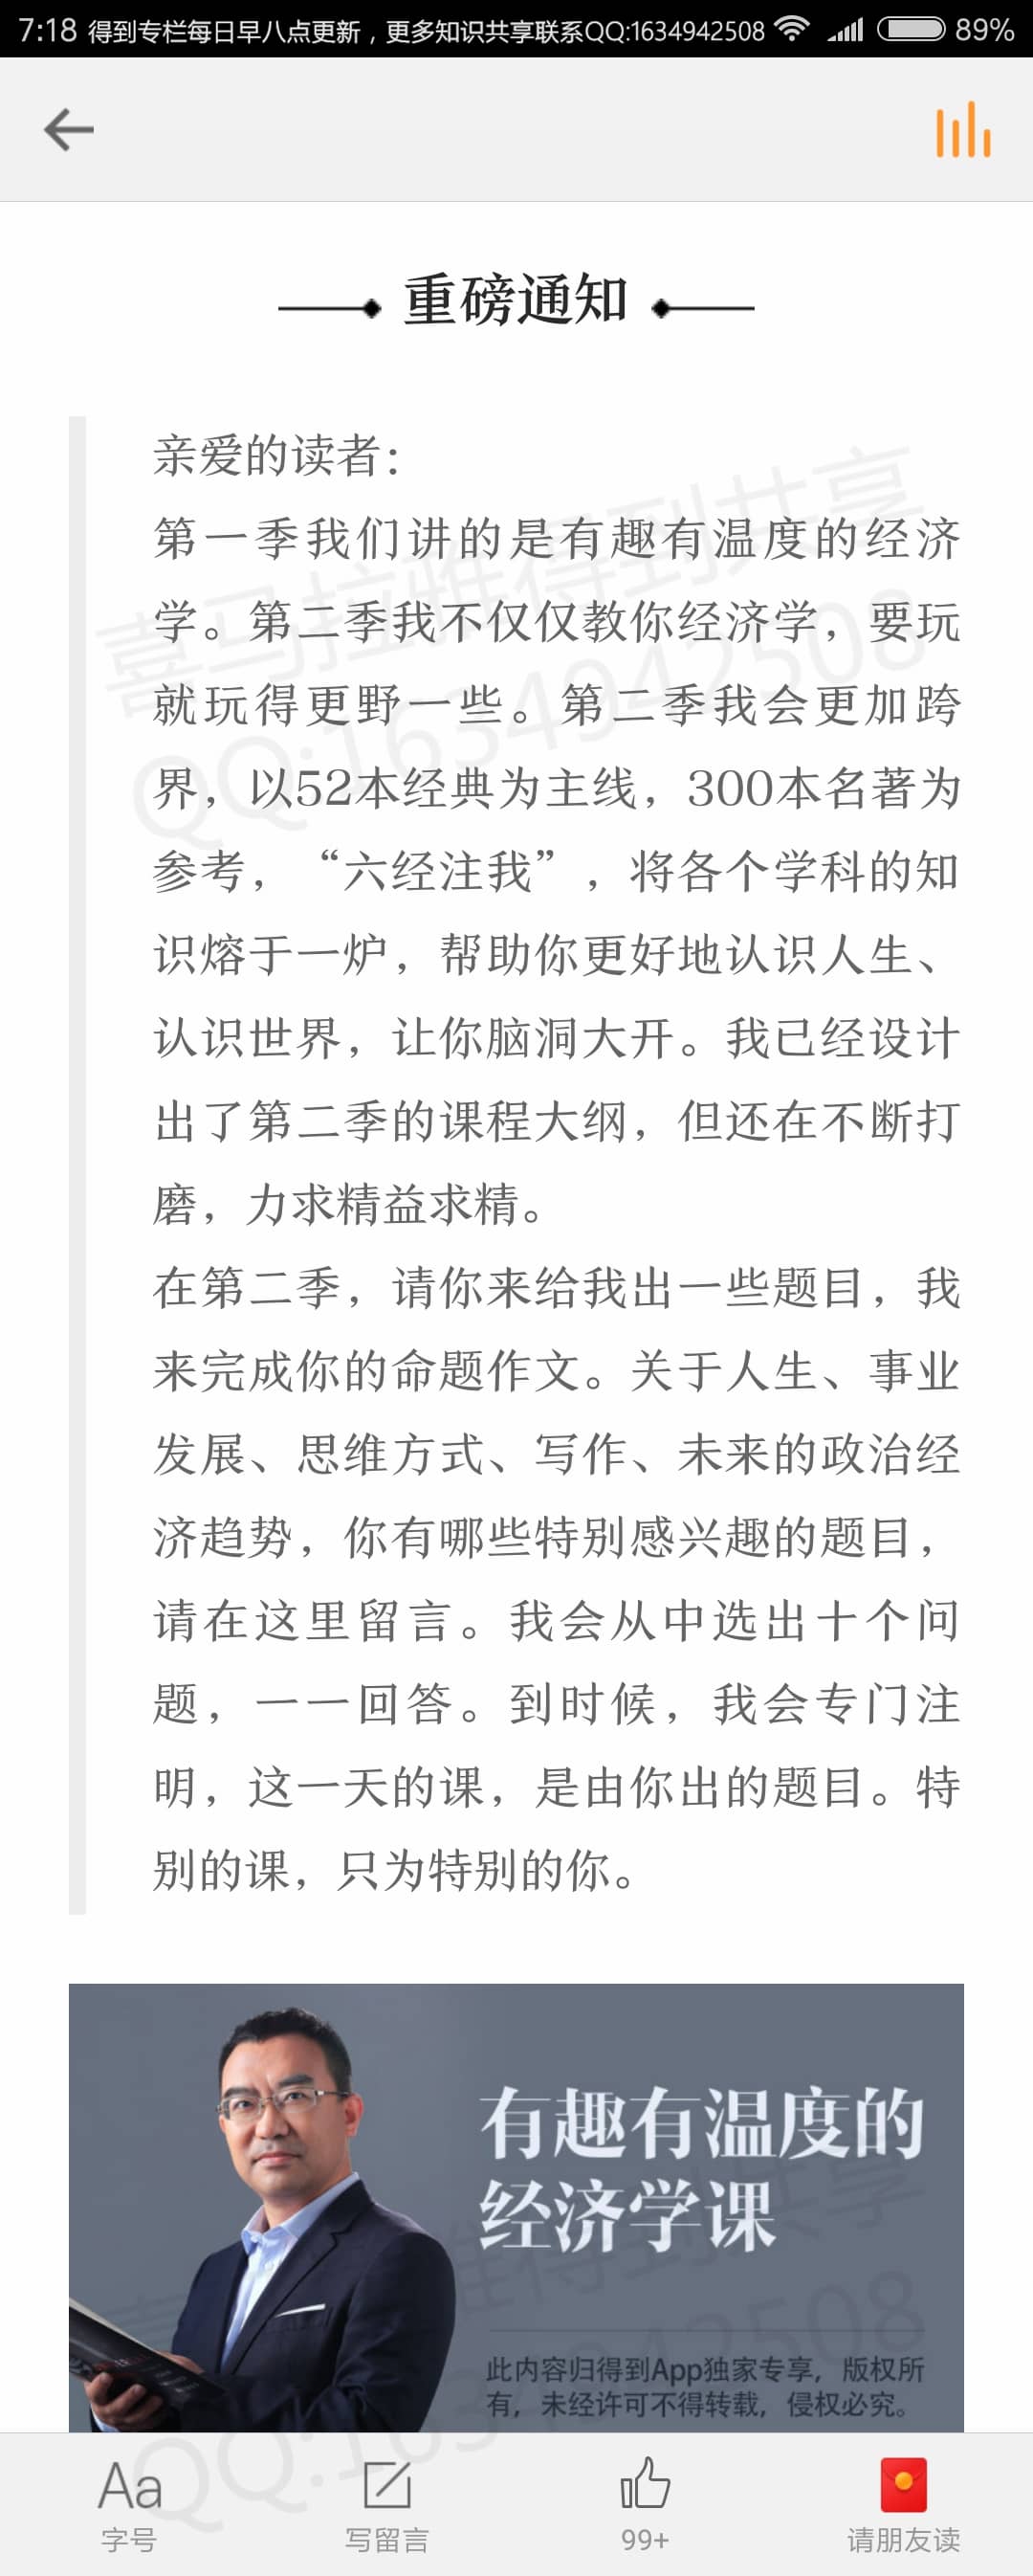 7:18 得到专栏每日早八点更新，更多知识共享联系QQ:1634942508 89%
重磅通知
亲爱的读者：
第一季我们讲的是有趣有温度的经济
学。第二季我不仅仅教你经济学，要玩
就玩得更野一些。第二季我会更加跨
界，以52本经典为主线，300本名著为
参考，“六经注我”，将各个学科的知
识熔于一炉，帮助你更好地认识人生、
认识世界，让你脑洞大开。我已经设计
出了第二季的课程大纲，但还在不断打
磨，力求精益求精。
在第二季，请你来给我出一些题目，我
来完成你的命题作文。关于人生、事业
发展、思维方式、写作、未来的政治经
济趋势，你有哪些特别感兴趣的题目，
请在这里留言。我会从中选出十个问
题，一一回答。到时候，我会专门注
明，这一天的课，是由你出的题目。特
别的课，只为特别的你。
喜马拉雅得到共享
QQ:1634942508
有趣有温度的
经济学课
此内容归得到App独家专享，版权所
有，未经许可不得转载，侵权必究。
喜马拉雅得到共享
QQ:1634942508
Aa
字号
写留言
99+
请朋友读